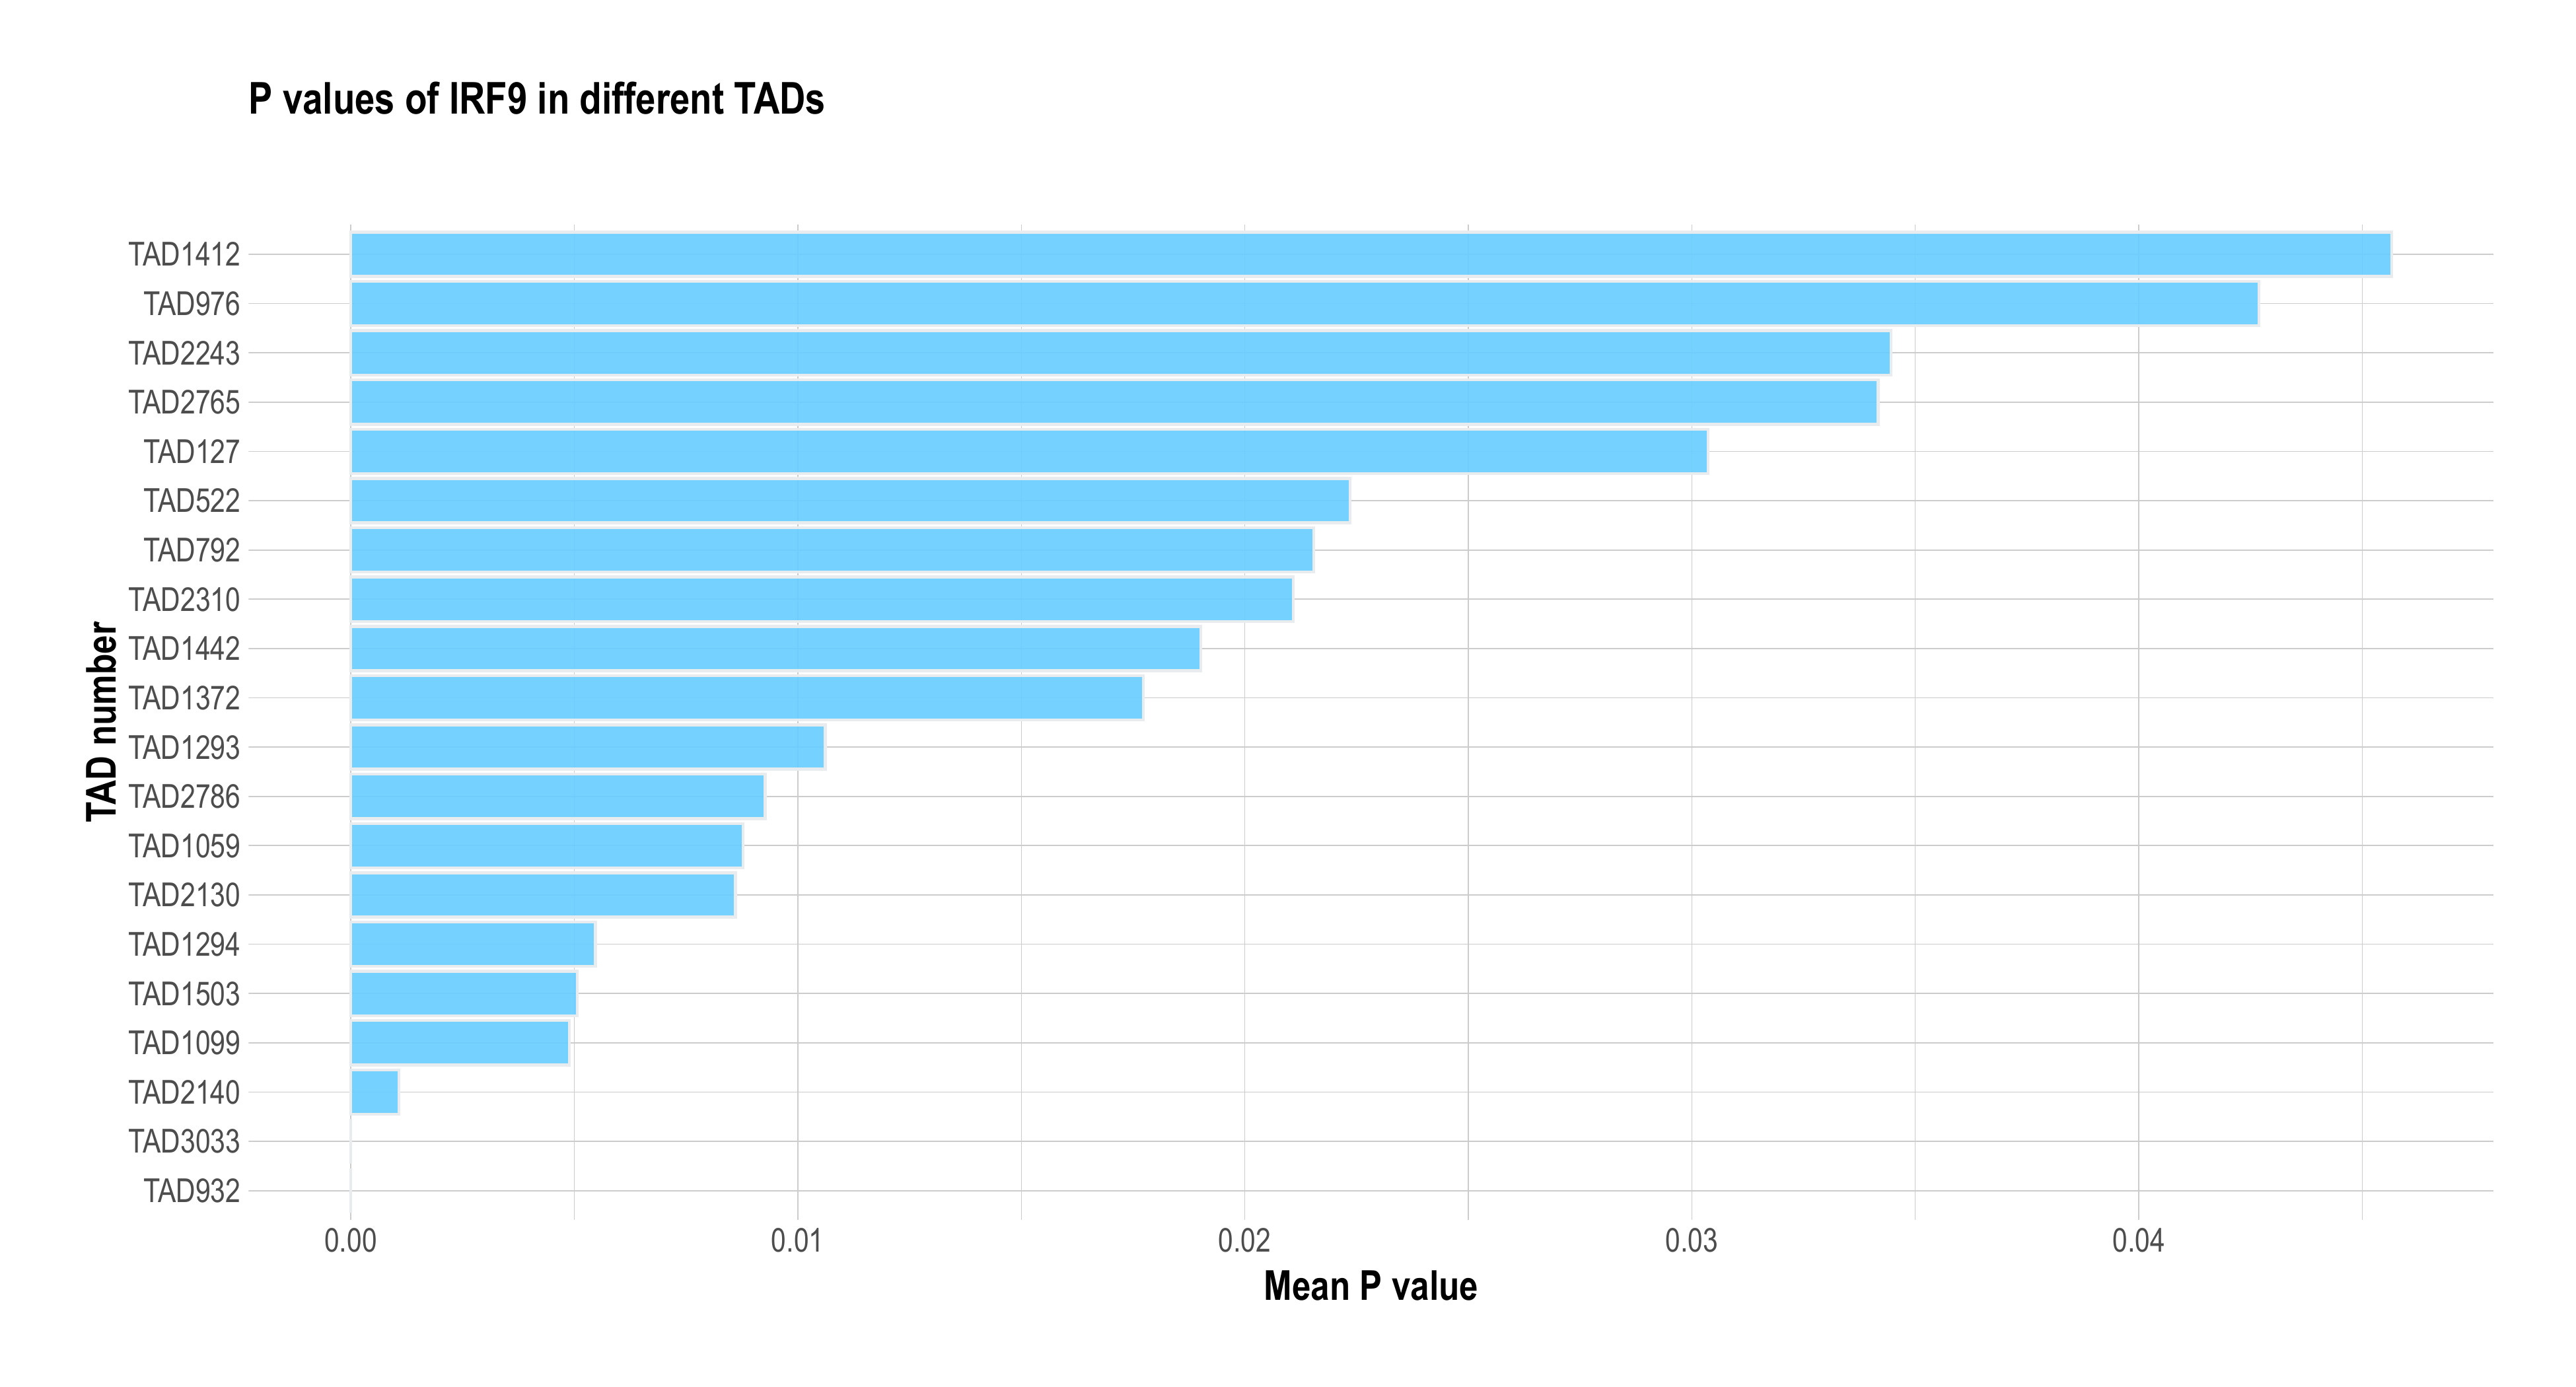 P values of IRF9 in different TADs
TAD number
TAD1412
TAD976
TAD2243
TAD2765
TAD127
TAD522
TAD792
TAD2310
TAD1442
TAD1372
TAD1293
TAD2786
TAD1059
TAD2130
TAD1294
TAD1503
TAD1099
TAD2140
TAD3033
TAD932
0.00 0.01 0.02 0.03 0.04
Mean P value